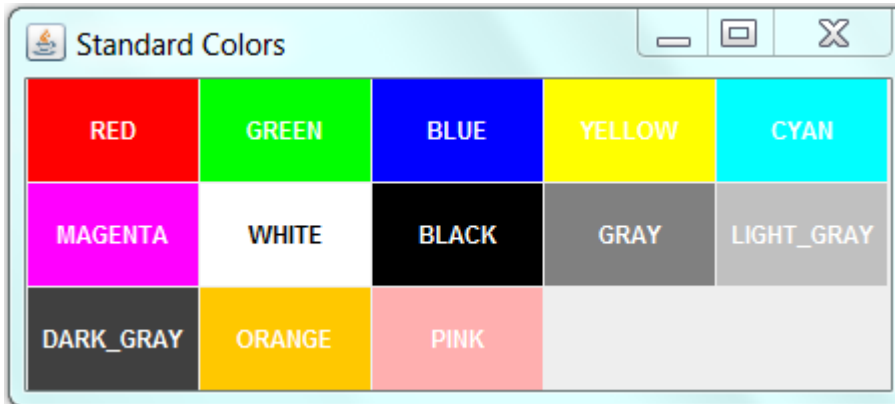 Standard Colors
RED GREEN BLUE YELLOW CYAN
MAGENTA WHITE BLACK GRAY LIGHT_GRAY
DARK_GRAY ORANGE PINK